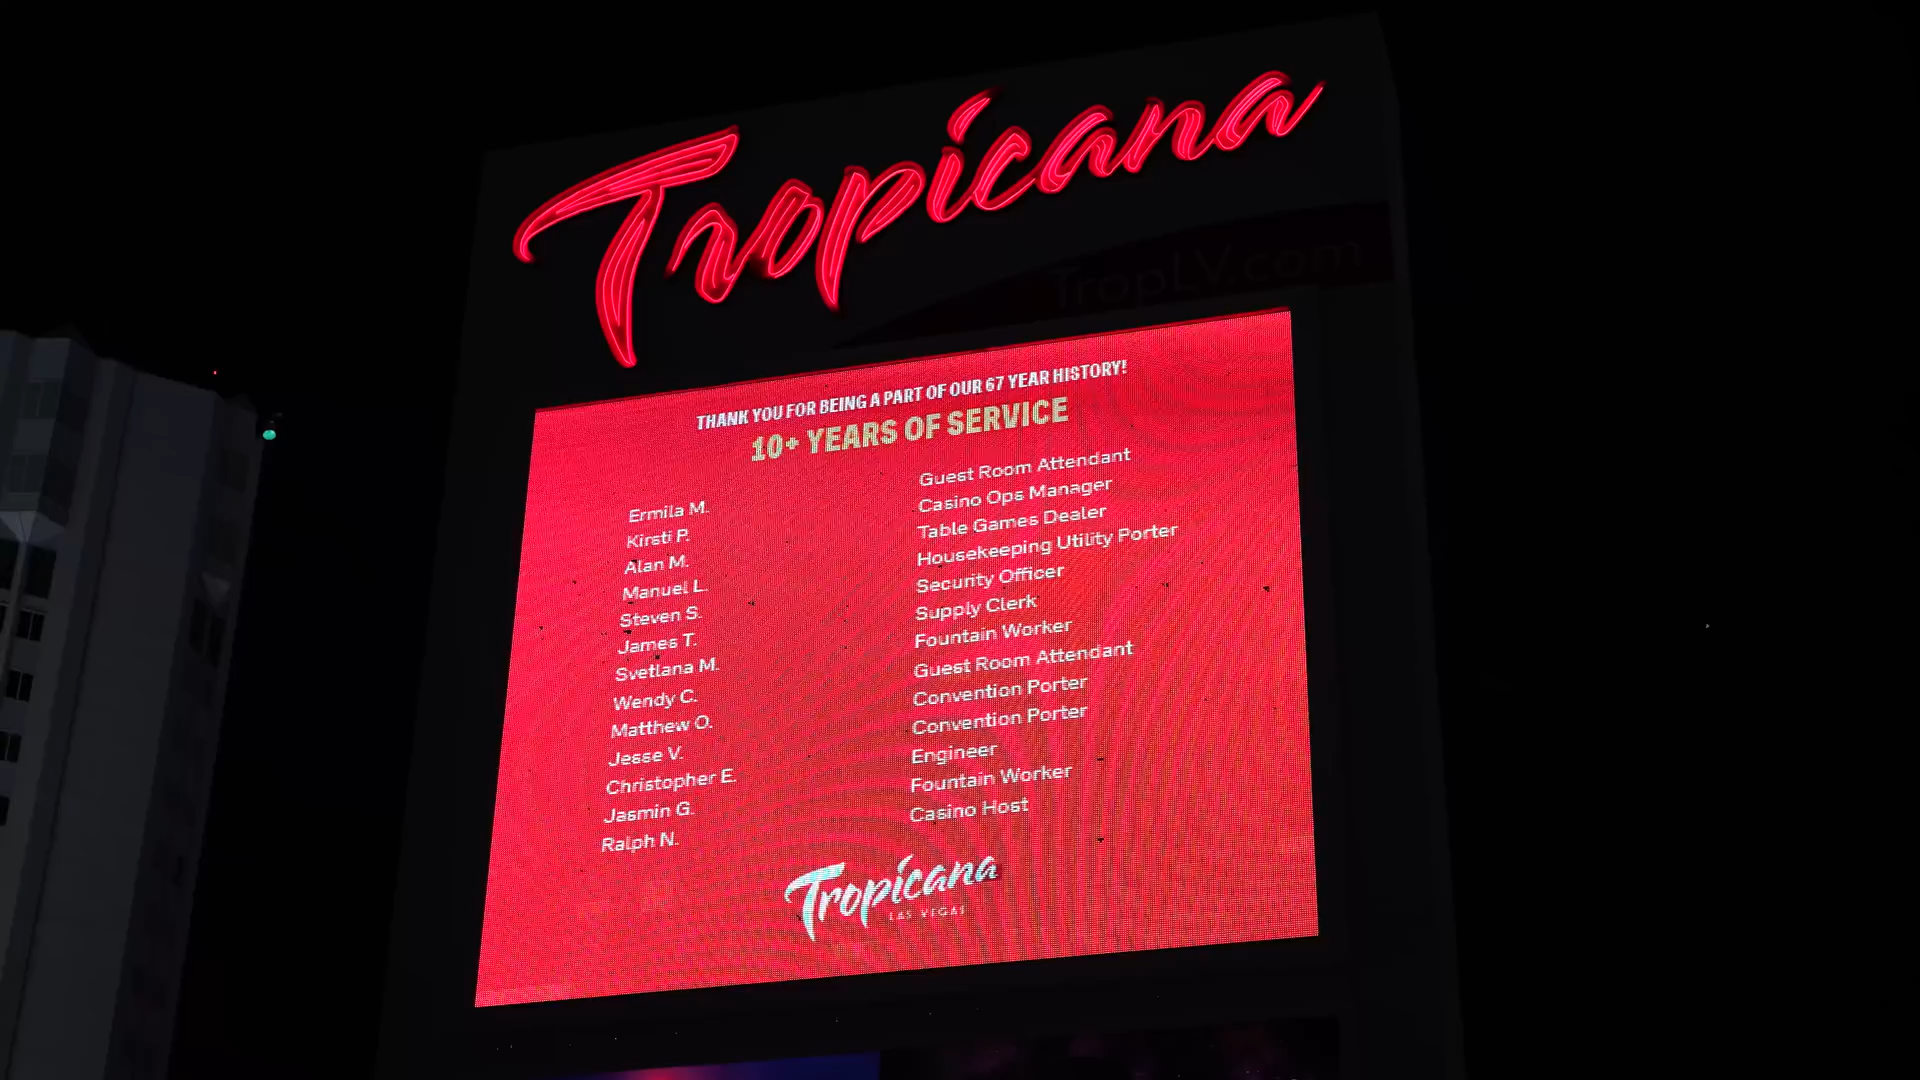 Tropicana
TropLV.com
THANK YOU FOR BEING A PART OF OUR 67 YEAR HISTORY!
10+ YEARS OF SERVICE
Ermila M. Guest Room Attendant
Kirsti P. Casino Ops Manager
Alan M. Table Games Dealer
Manuel L. Housekeeping Utility Porter
Steven S. Security Officer
James T. Supply Clerk
Svetlana M. Fountain Worker
Wendy C. Guest Room Attendant
Matthew O. Convention Porter
Jesse V. Convention Porter
Christopher E. Engineer
Jasmin G. Fountain Worker
Ralph N. Casino Host
Tropicana
LAS VEGAS